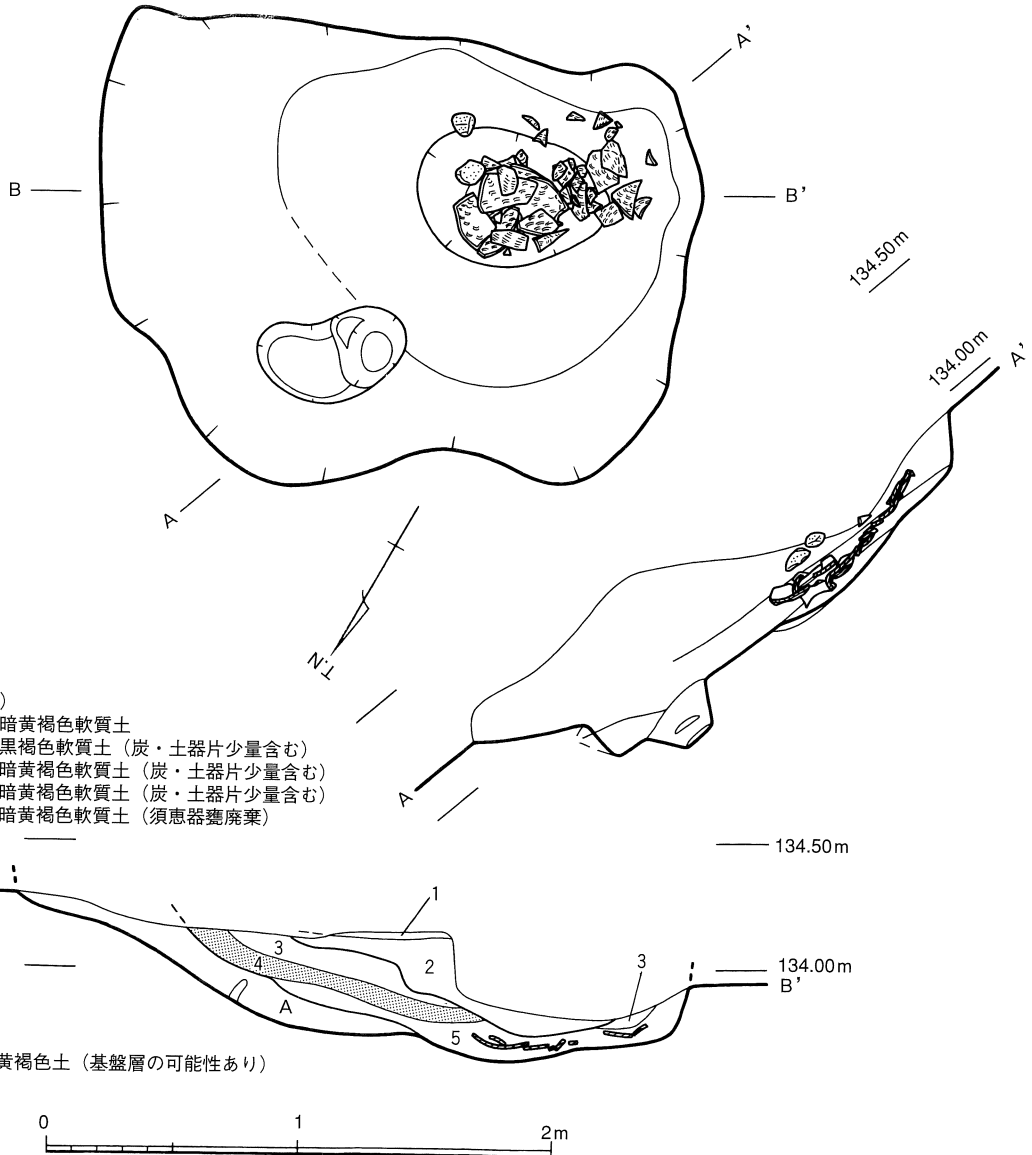 A'
B
B'
134.50m
134.00m
A'
A
T.N
）
暗黄褐色軟質土
黒褐色軟質土（炭・土器片少量含む）
暗黄褐色軟質土（炭・土器片少量含む）
暗黄褐色軟質土（炭・土器片少量含む）
暗黄褐色軟質土（須恵器甕廃棄）
A
134.50m
1
3
2
4
3
134.00m
B'
A
5
黄褐色土（基盤層の可能性あり）
0 1 2m